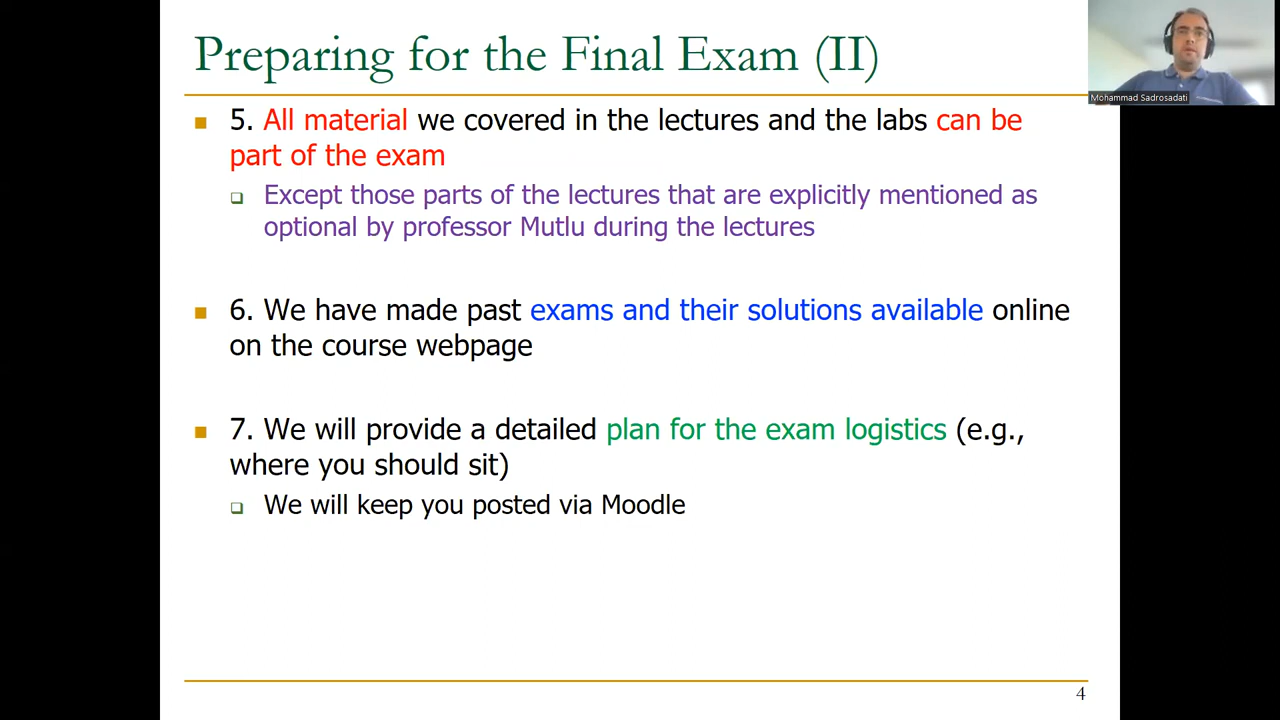 Preparing for the Final Exam (II)
Mohammad Sadrosadati
5. All material we covered in the lectures and the labs can be
part of the exam
Except those parts of the lectures that are explicitly mentioned as
optional by professor Mutlu during the lectures
6. We have made past exams and their solutions available online
on the course webpage
7. We will provide a detailed plan for the exam logistics (e.g.,
where you should sit)
We will keep you posted via Moodle
4